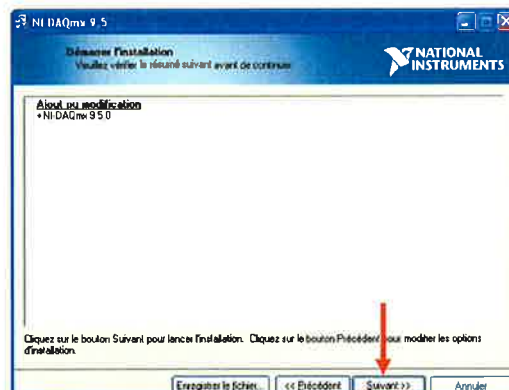 NI-DAQmx 9.5
Démarrer l'installation
Veuillez vérifier le résumé suivant avant de continuer.
NATIONAL
INSTRUMENTS
Ajout ou modification
• NI-DAQmx 9.5.0
Cliquez sur le bouton Suivant pour lancer l'installation. Cliquez sur le bouton Précédent pour modifier les options
d'installation.
Enregistrer le fichier...
<< Précédent
Suivant >>
Annuler